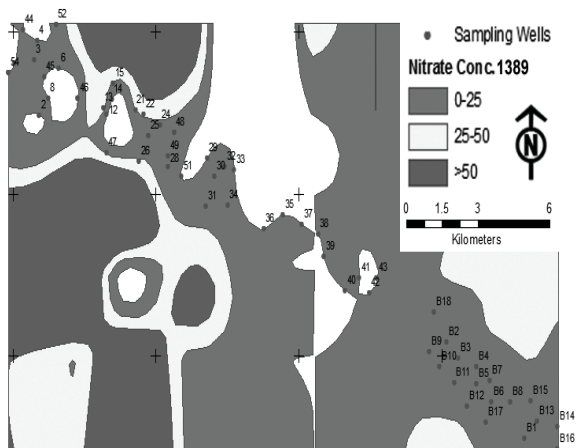 52
44
4
Sampling Wells
3
6
54
45
Nitrate Conc.1389
15
8
46
14
0-25
13
21
22
2
12
24
25-50
25
48
N
47
49
>50
26
28
29
32
33
51
30
0 1.5 3 6
31
34
Kilometers
36
35
37
38
39
41
43
40
42
B18
B2
B9
B3
B10
B4
B11
B5
B7
B12
B6
B8
B15
B17
B13
B14
B1
B16